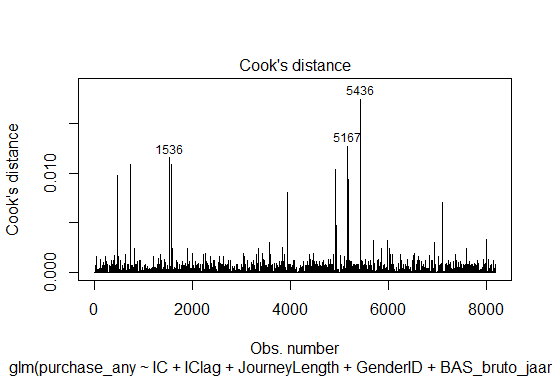 Cook's distance
5436
5167
1536
Cook's distance
0.000
0.010
0
2000
4000
6000
8000
Obs. number
glm(purchase_any ~ IC + IClag + JourneyLength + GenderID + BAS_bruto_jaar